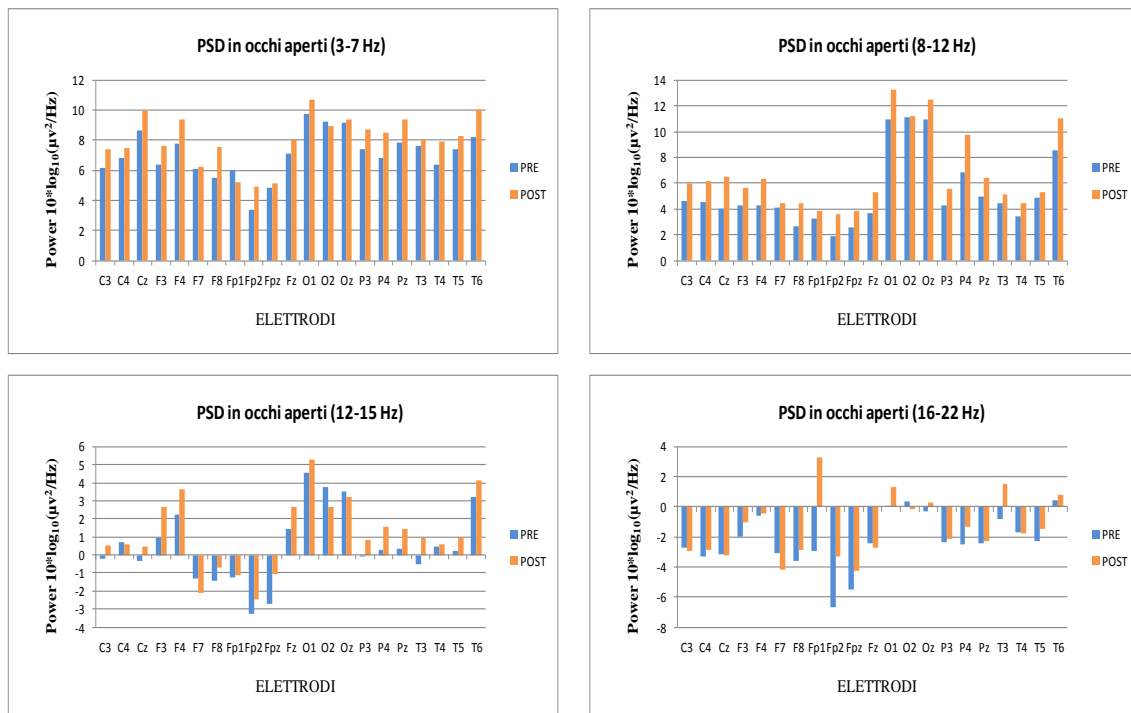 PSD in occhi aperti (3-7 Hz)
Power 10*log10(µv²/Hz)
12
10
8
6
4
2
0
C3 C4 Cz F3 F4 F7 F8 Fp1 Fp2 Fpz Fz O1 O2 Oz P3 P4 Pz T3 T4 T5 T6
ELETTRODI
PRE
POST
PSD in occhi aperti (8-12 Hz)
Power 10*log10(µv²/Hz)
14
12
10
8
6
4
2
0
C3 C4 Cz F3 F4 F7 F8 Fp1 Fp2 Fpz Fz O1 O2 Oz P3 P4 Pz T3 T4 T5 T6
ELETTRODI
PRE
POST
PSD in occhi aperti (12-15 Hz)
Power 10*log10(µv²/Hz)
6
5
4
3
2
1
0
-1
-2
-3
-4
C3 C4 Cz F3 F4 F7 F8 Fp1 Fp2 Fpz Fz O1 O2 Oz P3 P4 Pz T3 T4 T5 T6
ELETTRODI
PRE
POST
PSD in occhi aperti (16-22 Hz)
Power 10*log10(µv²/Hz)
4
2
0
-2
-4
-6
-8
C3 C4 Cz F3 F4 F7 F8 Fp1 Fp2 Fpz Fz O1 O2 Oz P3 P4 Pz T3 T4 T5 T6
ELETTRODI
PRE
POST